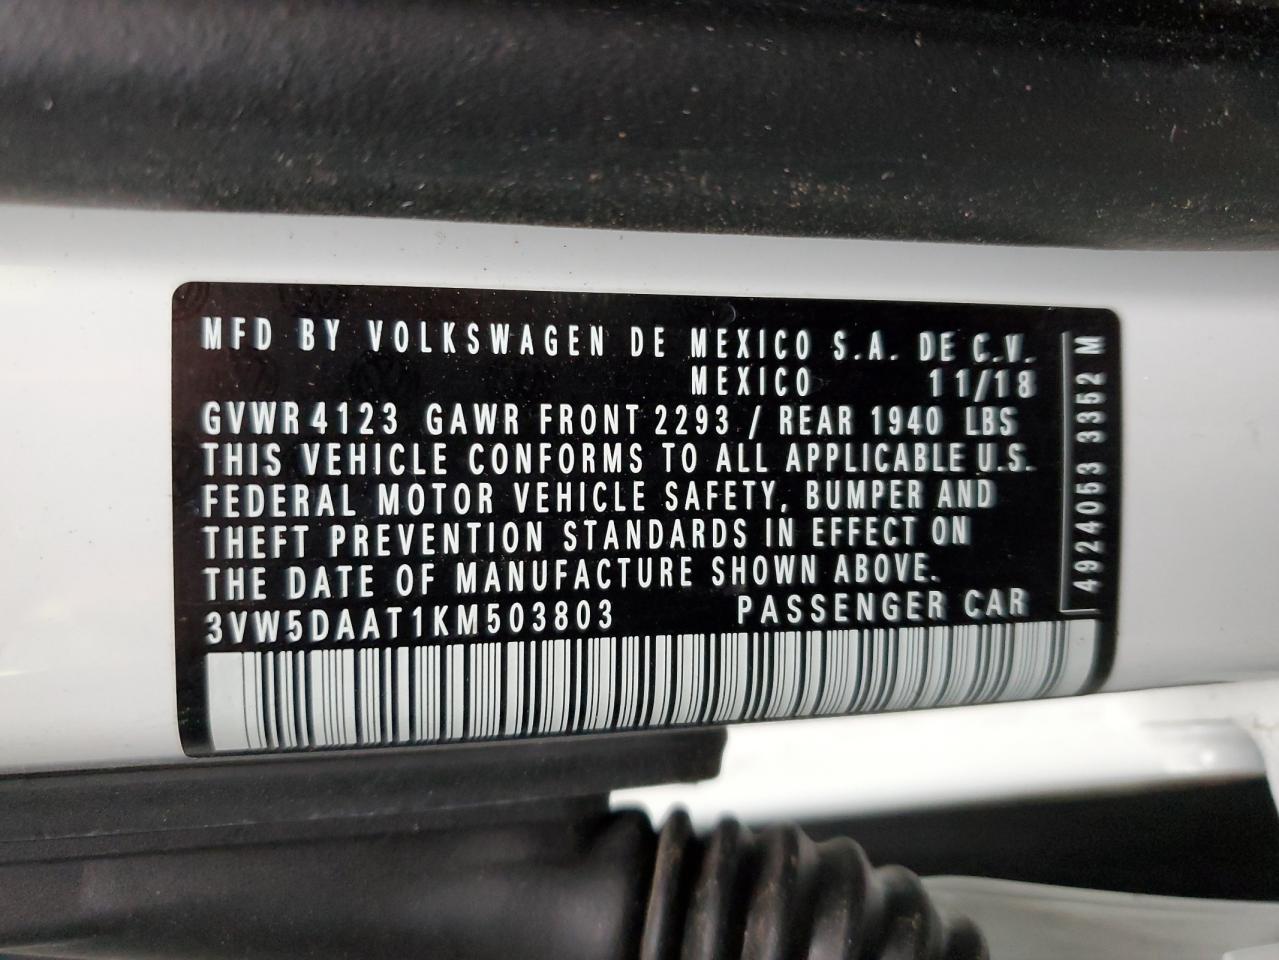 MFD BY VOLKSWAGEN DE MEXICO S.A. DE C.V.
MEXICO 11/18
GVWR 4123 GAWR FRONT 2293 / REAR 1940 LBS
THIS VEHICLE CONFORMS TO ALL APPLICABLE U.S.
FEDERAL MOTOR VEHICLE SAFETY, BUMPER AND
THEFT PREVENTION STANDARDS IN EFFECT ON
THE DATE OF MANUFACTURE SHOWN ABOVE.
3VW5DAAT1KM503803 PASSENGER CAR
4924053 3352 M